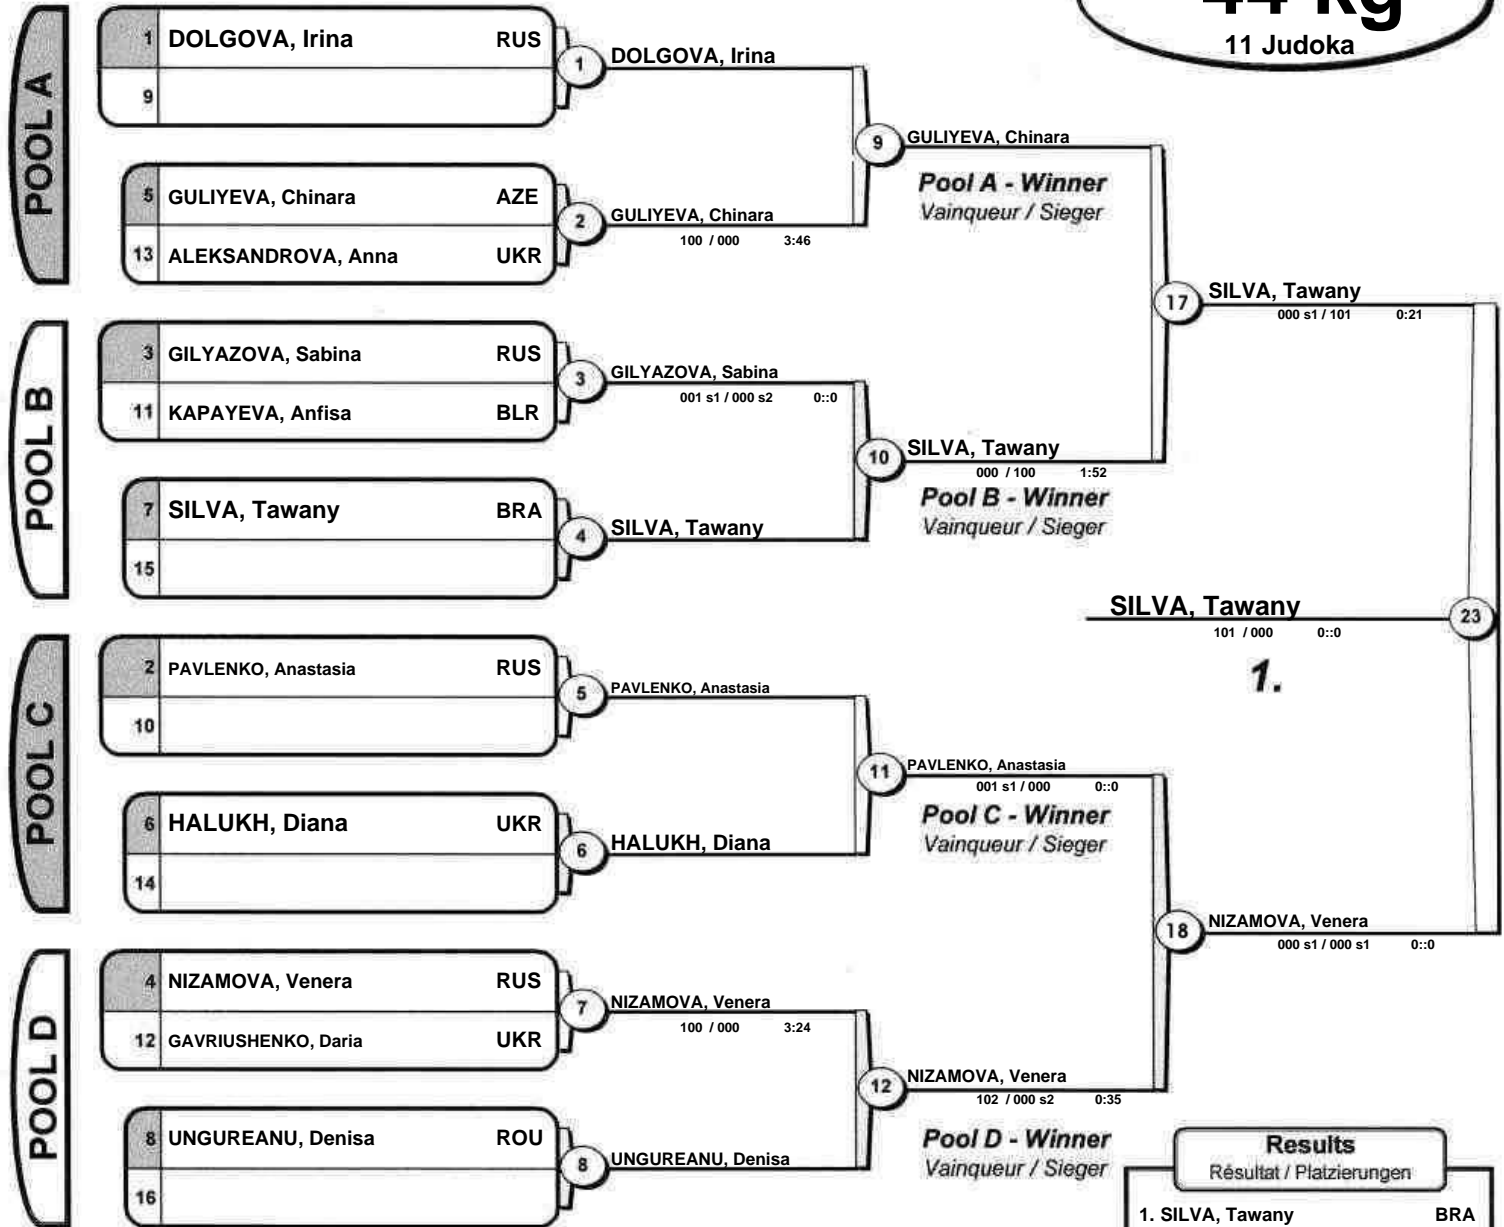 44 kg
11 Judoka
POOL A
1 DOLGOVA, Irina RUS
9
5 GULIYEVA, Chinara AZE
13 ALEKSANDROVA, Anna UKR
1 DOLGOVA, Irina
2 GULIYEVA, Chinara
100 / 000 3:46
9 GULIYEVA, Chinara
Pool A - Winner
Vainqueur / Sieger
POOL B
3 GILYAZOVA, Sabina RUS
11 KAPAYEVA, Anfisa BLR
7 SILVA, Tawany BRA
15
3 GILYAZOVA, Sabina
001 s1 / 000 s2 0::0
4 SILVA, Tawany
10 SILVA, Tawany
000 / 100 1:52
Pool B - Winner
Vainqueur / Sieger
17 SILVA, Tawany
000 s1 / 101 0:21
SILVA, Tawany 23
101 / 000 0::0
1.
POOL C
2 PAVLENKO, Anastasia RUS
10
6 HALUKH, Diana UKR
14
5 PAVLENKO, Anastasia
6 HALUKH, Diana
11 PAVLENKO, Anastasia
001 s1 / 000 0::0
Pool C - Winner
Vainqueur / Sieger
18 NIZAMOVA, Venera
000 s1 / 000 s1 0::0
POOL D
4 NIZAMOVA, Venera RUS
12 GAVRIUSHENKO, Daria UKR
8 UNGUREANU, Denisa ROU
16
7 NIZAMOVA, Venera
100 / 000 3:24
8 UNGUREANU, Denisa
12 NIZAMOVA, Venera
102 / 000 s2 0:35
Pool D - Winner
Vainqueur / Sieger
Results
Résultat / Platzierungen
1. SILVA, Tawany BRA